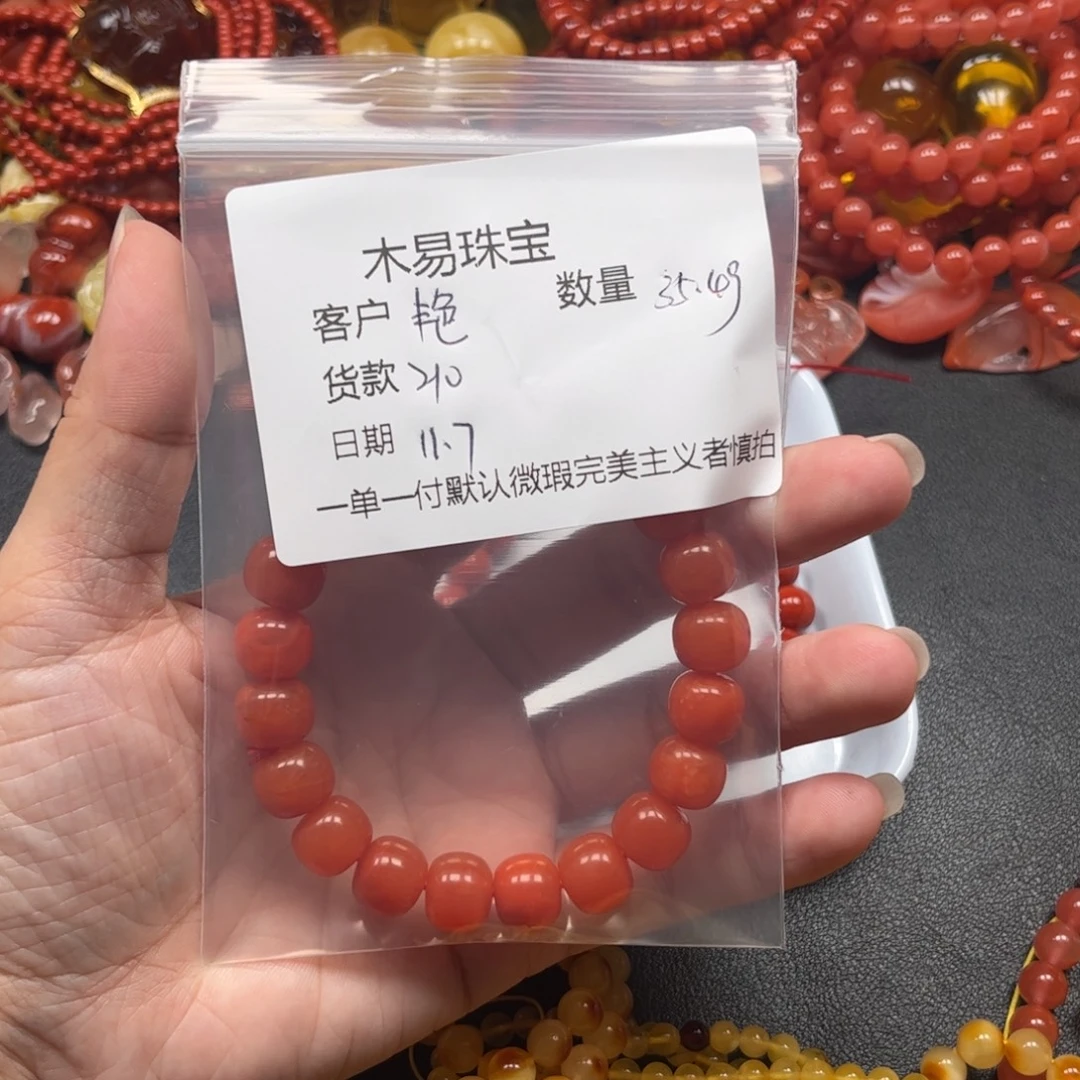 木易珠宝
客户 艳 数量 35.4g
货款 210
日期 11.7
一单一付默认微瑕完美主义者慎拍